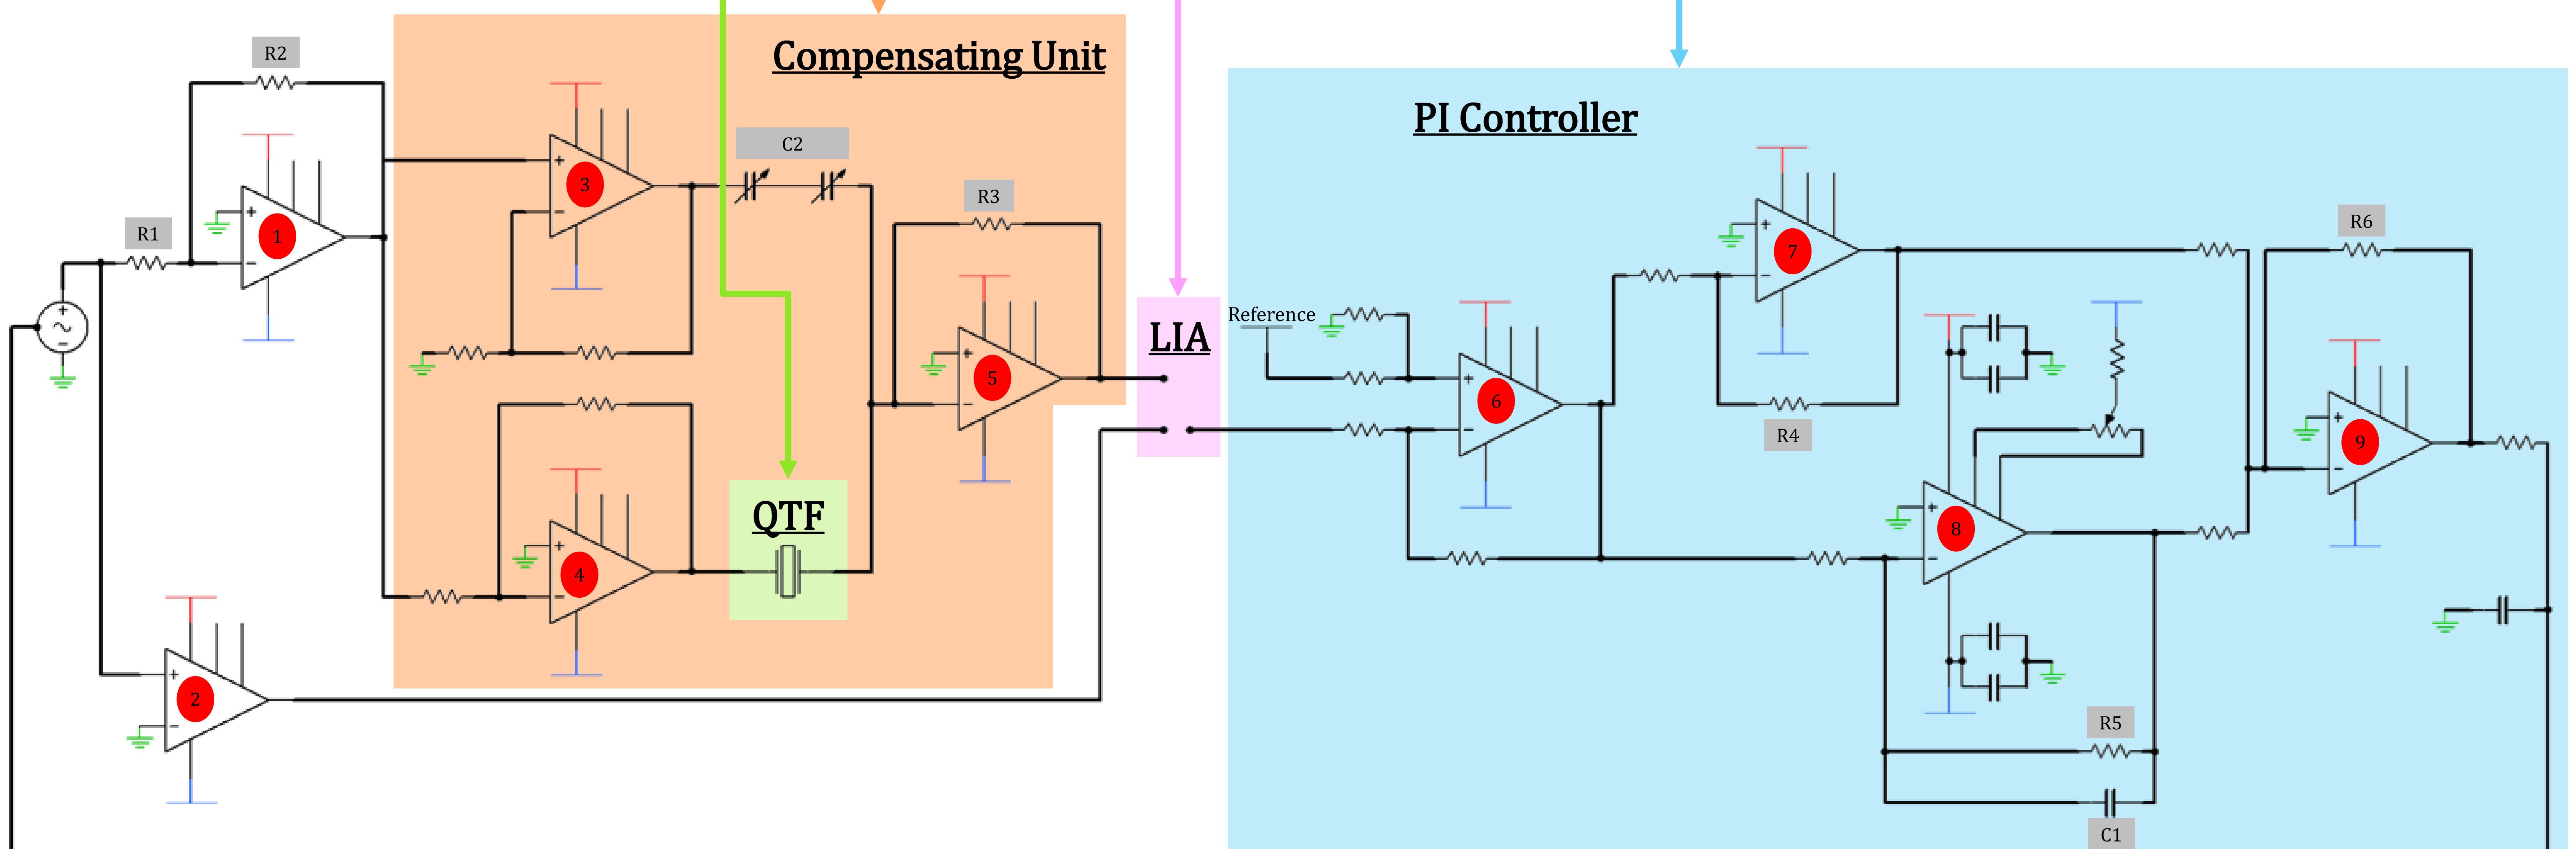 Compensating Unit
R2
PI Controller
C2
3
R3
R6
R1
1
7
Reference
LIA
5
6
R4
9
QTF
8
4
2
R5
C1